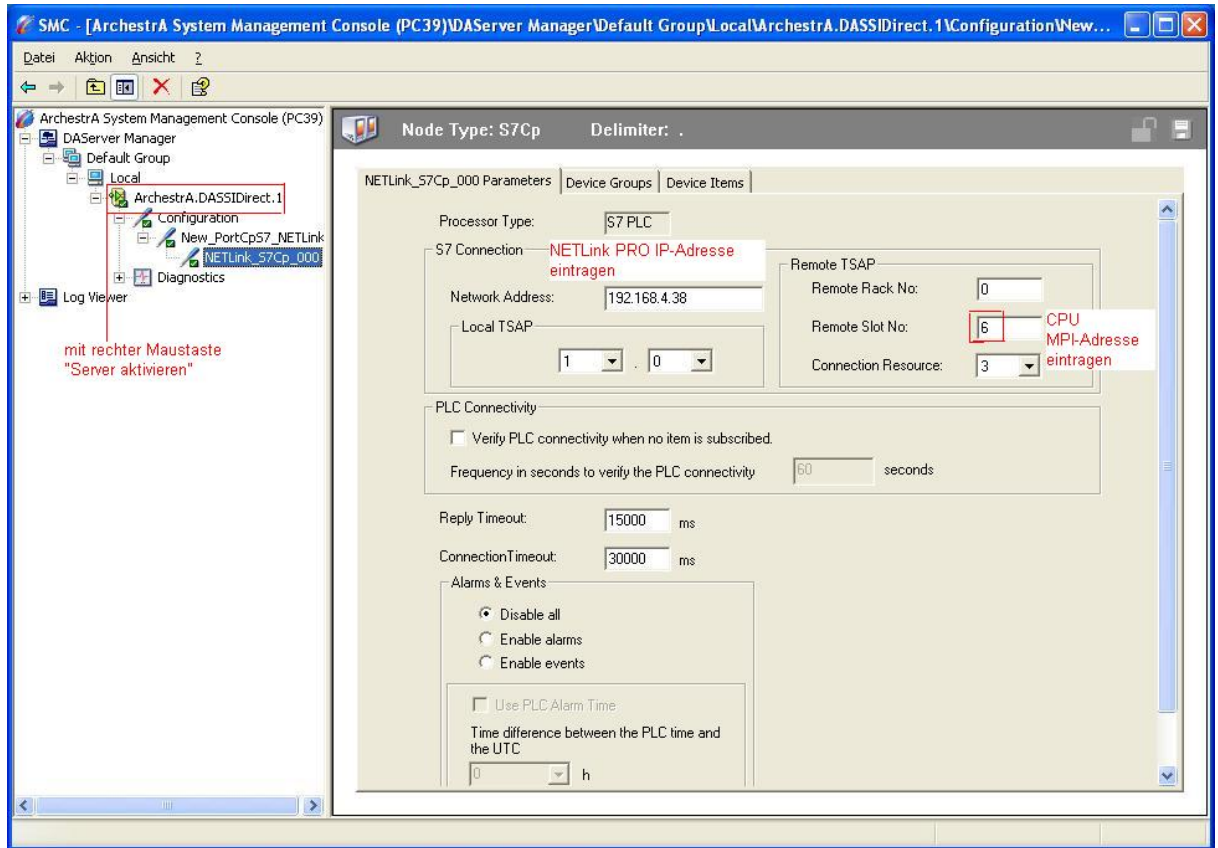 SMC - [ArchestrA System Management Console (PC39)\DAServer Manager\Default Group\Local\ArchestrA.DASSIDirect.1\Configuration\New...
Datei Aktion Ansicht ?
ArchestrA System Management Console (PC39)
DAServer Manager
Default Group
Local
ArchestrA.DASSIDirect.1
Configuration
New_PortCpS7_NETLink
NETLink_S7Cp_000
Diagnostics
Log Viewer
mit rechter Maustaste
"Server aktivieren"
Node Type: S7Cp Delimiter: .
NETLink_S7Cp_000 Parameters Device Groups Device Items
Processor Type: S7 PLC
S7 Connection
NETLink PRO IP-Adresse
eintragen
Network Address: 192.168.4.38
Local TSAP
1 . 0
Remote TSAP
Remote Rack No: 0
Remote Slot No: 6
CPU
MPI-Adresse
eintragen
Connection Resource: 3
PLC Connectivity
Verify PLC connectivity when no item is subscribed.
Frequency in seconds to verify the PLC connectivity 60 seconds
Reply Timeout: 15000 ms
ConnectionTimeout: 30000 ms
Alarms & Events
Disable all
Enable alarms
Enable events
Use PLC Alarm Time
Time difference between the PLC time and
the UTC
0 h